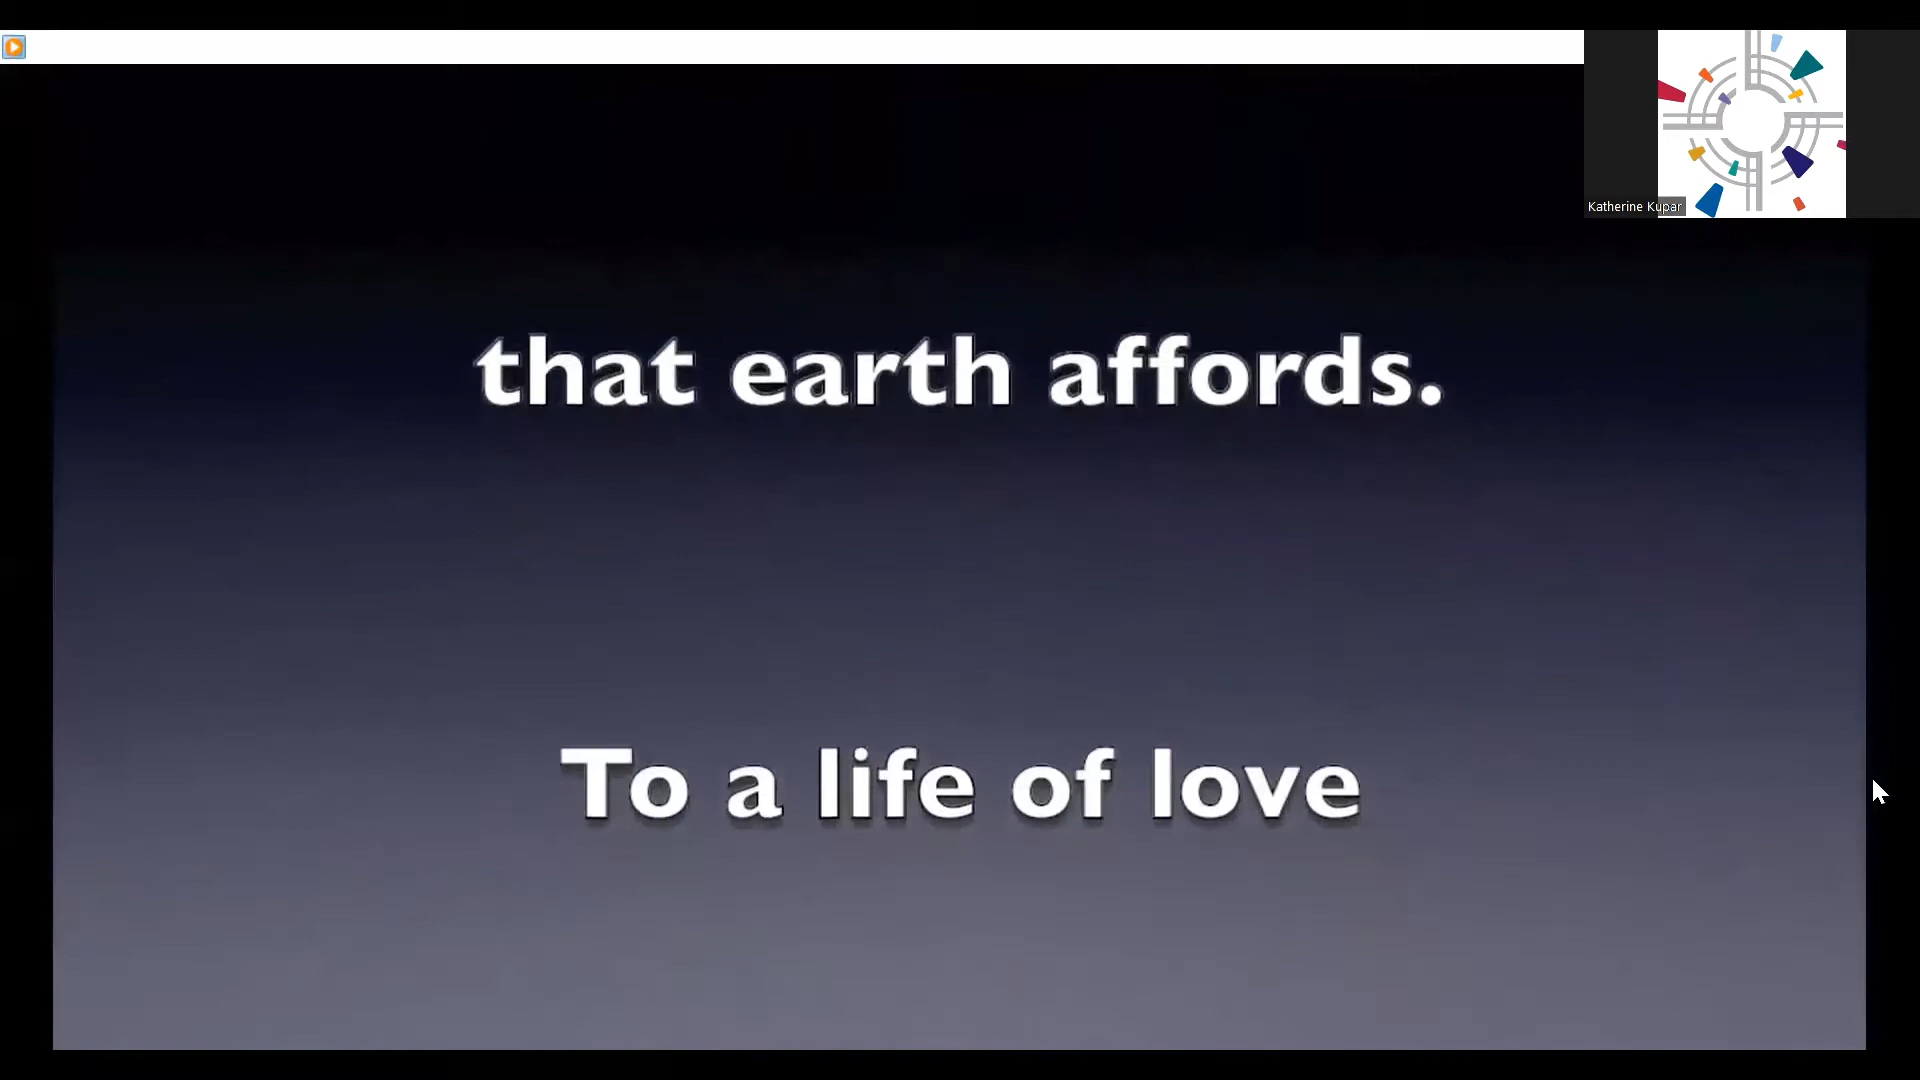 Katherine Kupar
that earth affords.
To a life of love